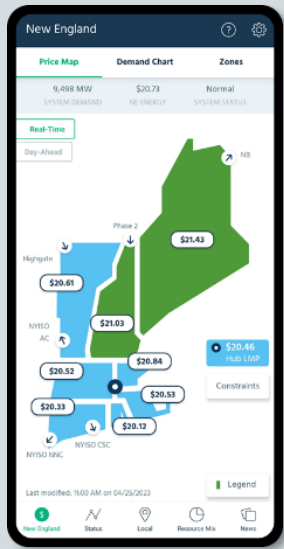 New England
Price Map Demand Chart Zones
9,498 MW $20.73 Normal
SYSTEM DEMAND NE ENERGY SYSTEM STATUS
Real-Time
Day-Ahead
NB
Phase 2
$21.43
Highgate
$20.61
NYISO
AC
$21.03
$20.46
Hub LMP
$20.84
$20.52
Constraints
$20.53
$20.33
$20.12
NYISO CSC
NYISO NNC
Legend
Last modified: 11:00 AM on 04/25/2023
New England Status Local Resource Mix News